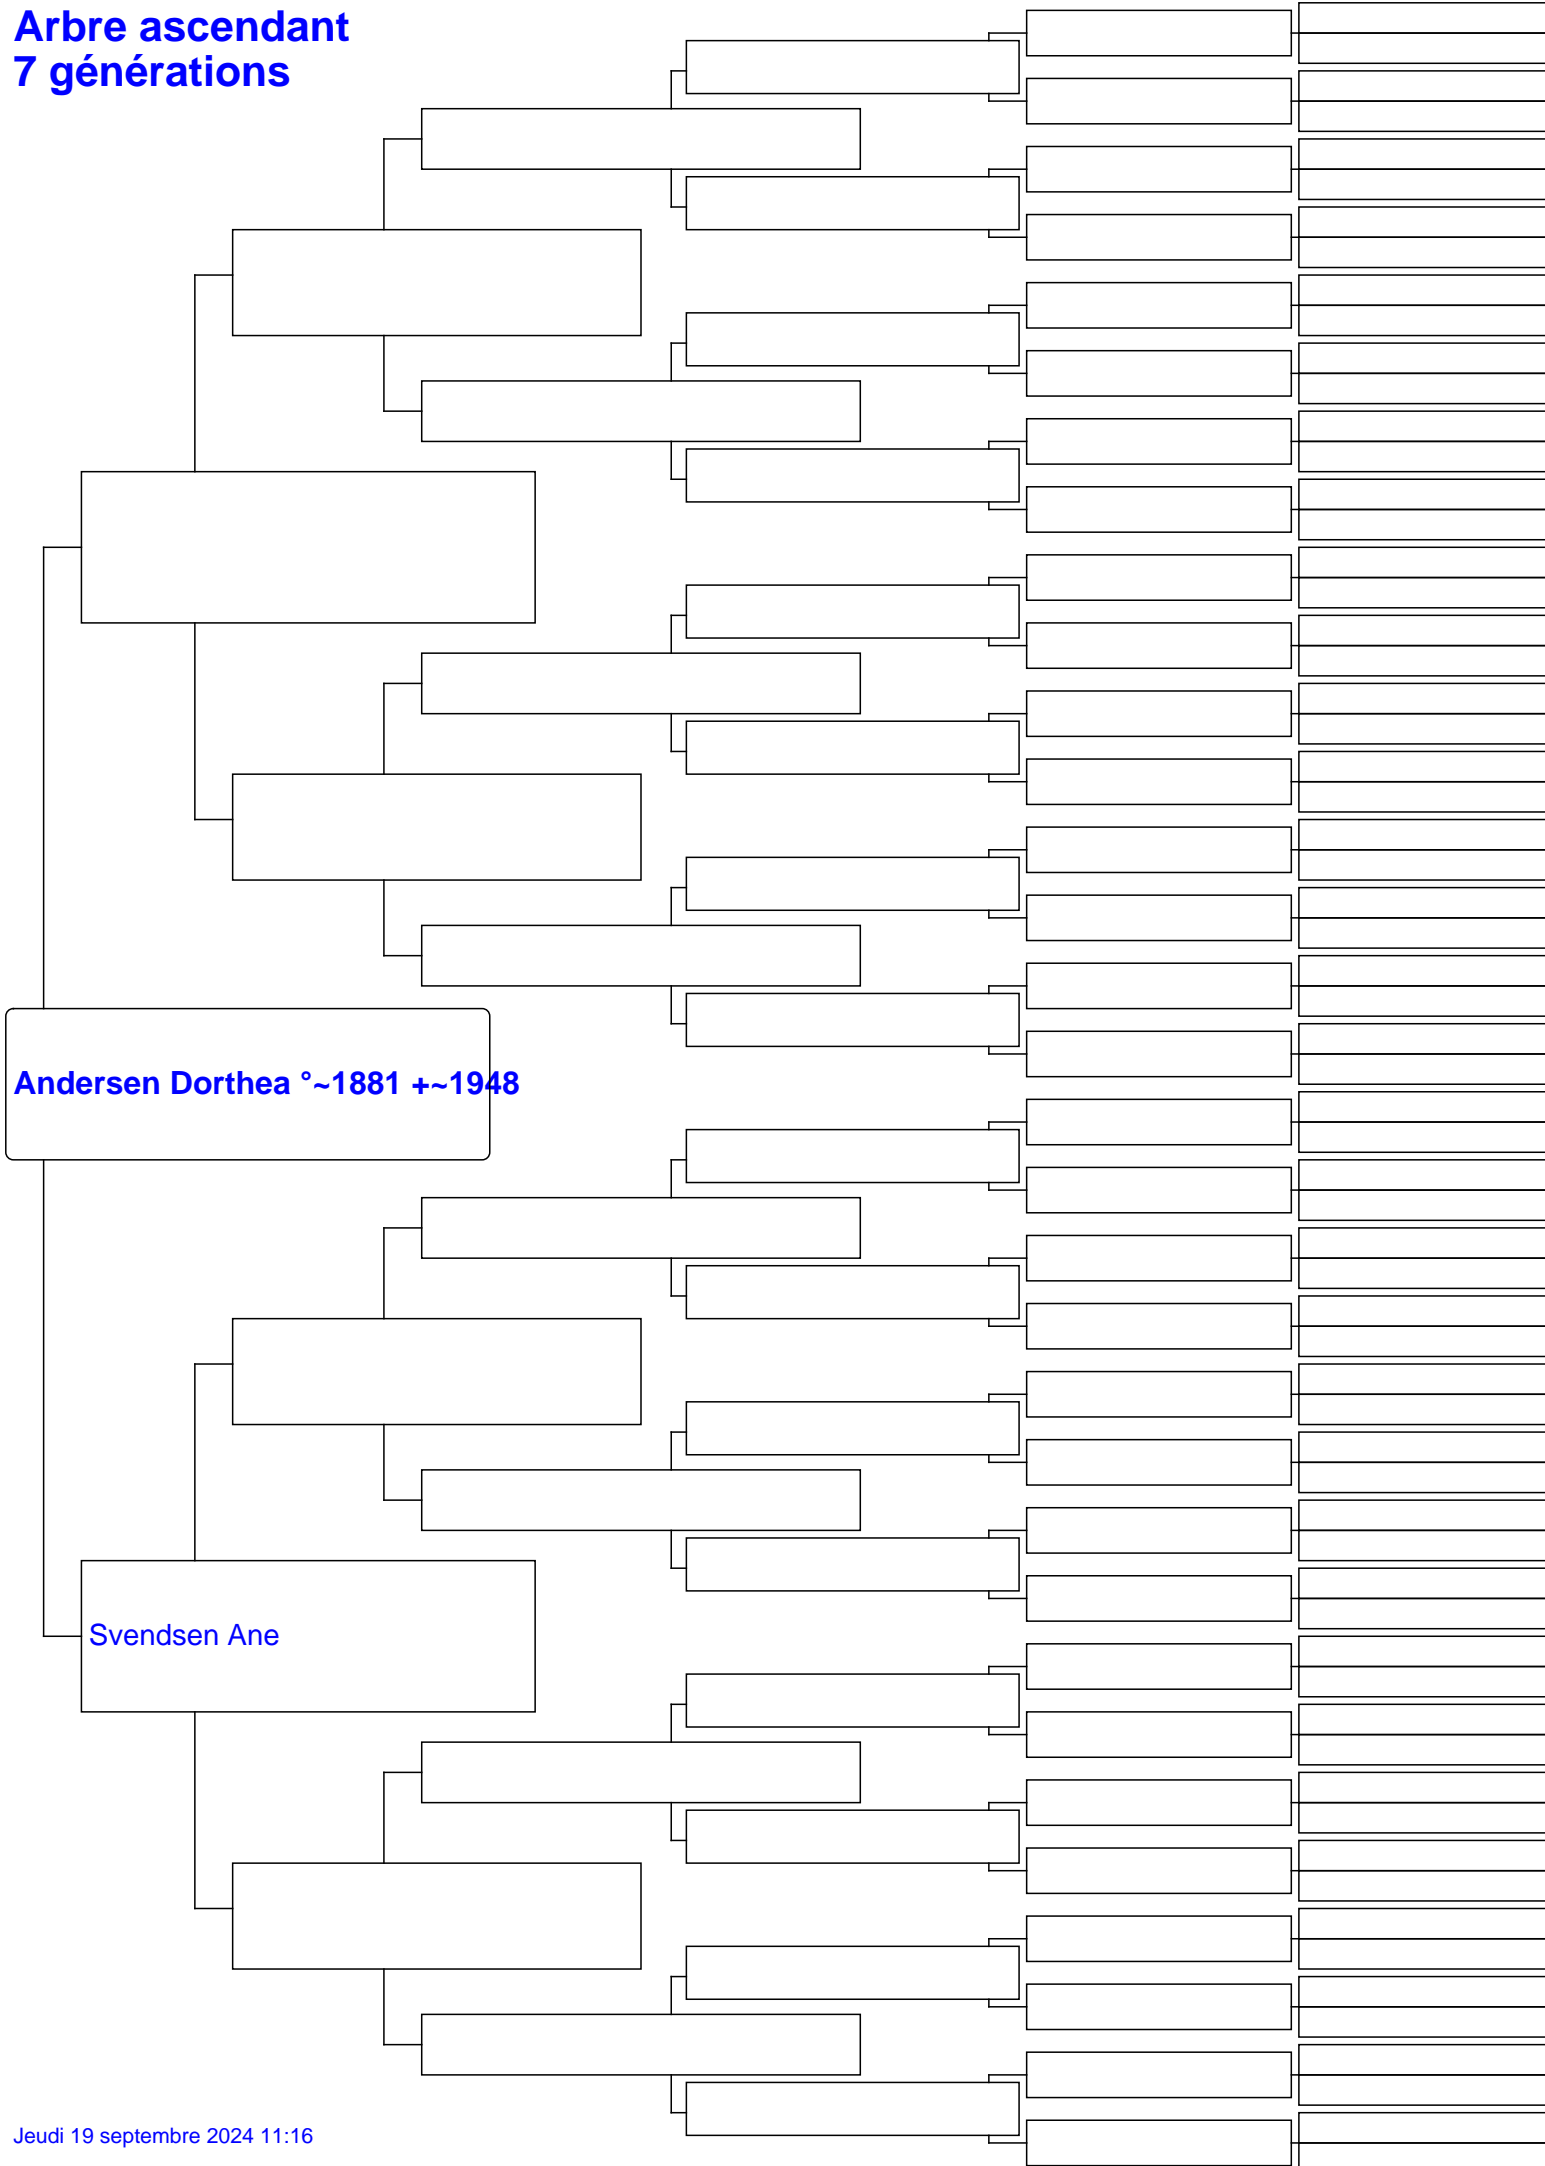 Arbre ascendant
7 générations
Andersen Dorthea °~1881 +~1948
Svendsen Ane
Jeudi 19 septembre 2024 11:16